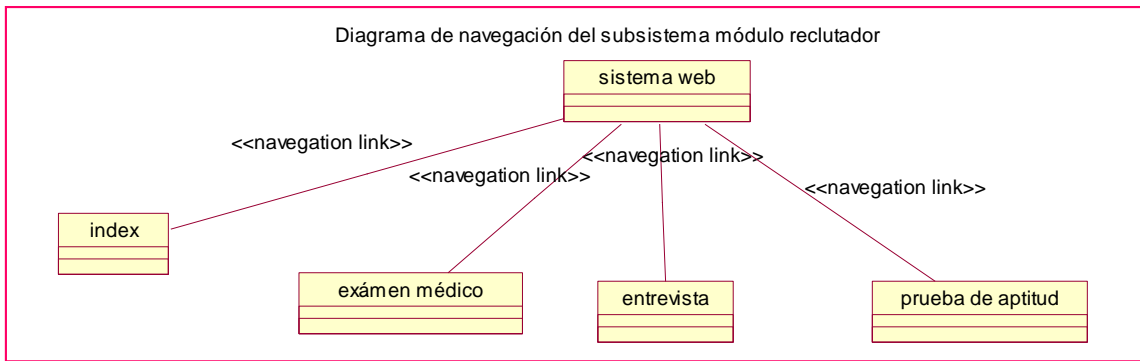 Diagrama de navegación del subsistema módulo reclutador
sistema web
<<navegation link>>
<<navegation link>>
<<navegation link>>
<<navegation link>>
index
exámen médico
entrevista
prueba de aptitud